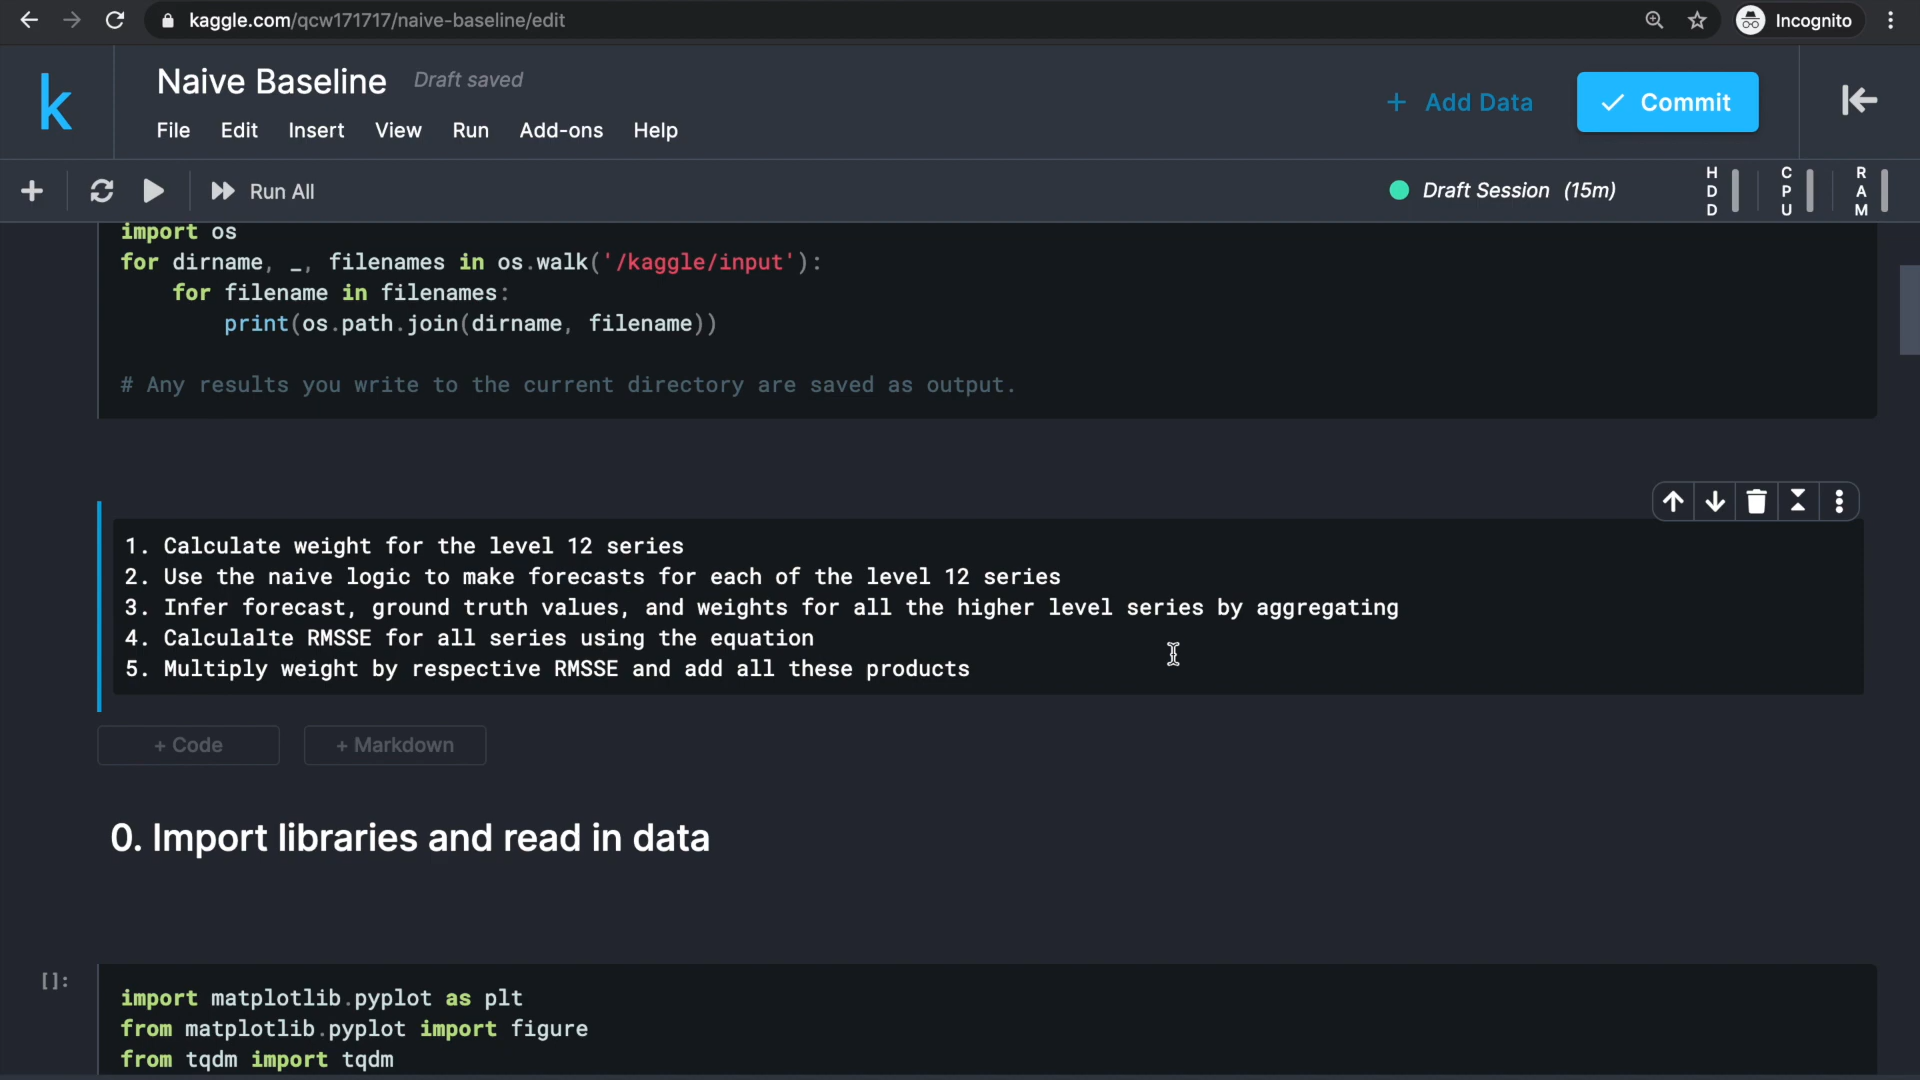 kaggle.com/qcw171717/naive-baseline/edit
Incognito
k
Naive Baseline Draft saved
File Edit Insert View Run Add-ons Help
+ Add Data
Commit
Run All
Draft Session (15m)
HDD
CPU
RAM
import os
for dirname, _, filenames in os.walk('/kaggle/input'):
    for filename in filenames:
        print(os.path.join(dirname, filename))
# Any results you write to the current directory are saved as output.
1. Calculate weight for the level 12 series
2. Use the naive logic to make forecasts for each of the level 12 series
3. Infer forecast, ground truth values, and weights for all the higher level series by aggregating
4. Calculalte RMSSE for all series using the equation
5. Multiply weight by respective RMSSE and add all these products
+ Code + Markdown
0. Import libraries and read in data
[]:
import matplotlib.pyplot as plt
from matplotlib.pyplot import figure
from tqdm import tqdm